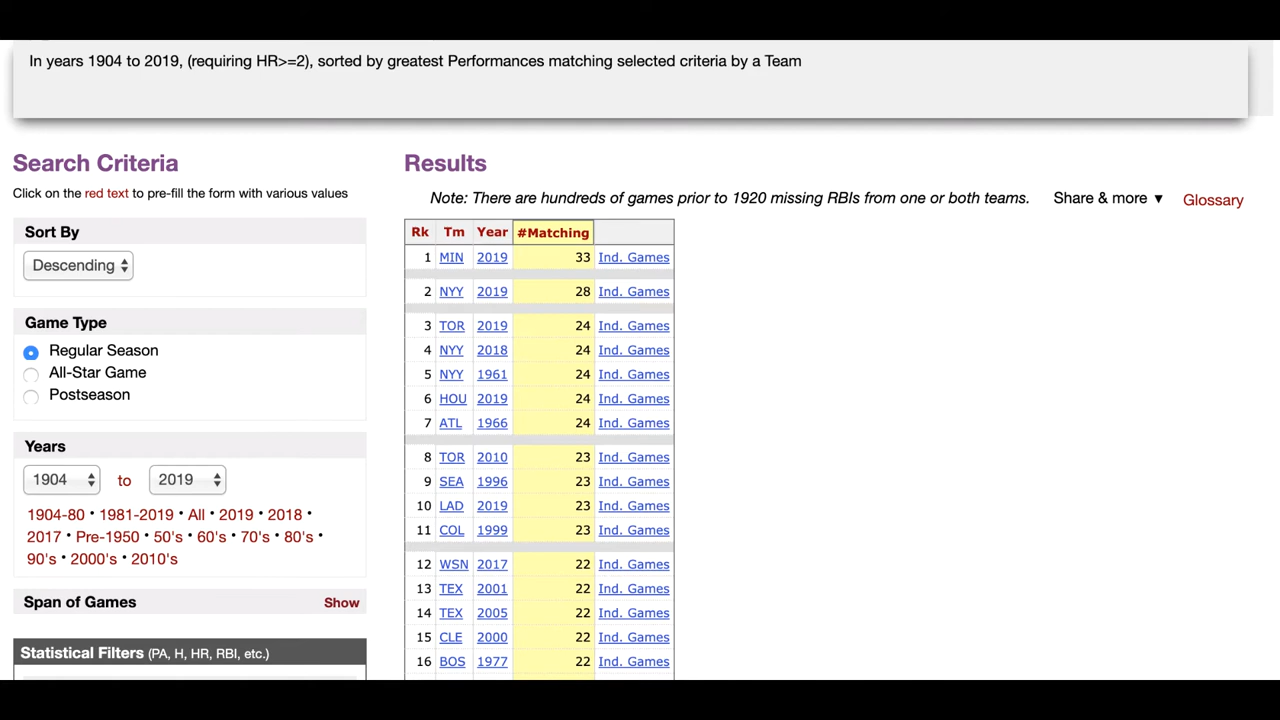 In years 1904 to 2019, (requiring HR>=2), sorted by greatest Performances matching selected criteria by a Team
Search Criteria
Click on the red text to pre-fill the form with various values
Sort By
Descending
Game Type
Regular Season
All-Star Game
Postseason
Years
1904 to 2019
1904-80 • 1981-2019 • All • 2019 • 2018 •
2017 • Pre-1950 • 50's • 60's • 70's • 80's •
90's • 2000's • 2010's
Span of Games Show
Statistical Filters (PA, H, HR, RBI, etc.)
Results
Note: There are hundreds of games prior to 1920 missing RBIs from one or both teams. Share & more ▼ Glossary
Rk Tm Year #Matching
1 MIN 2019 33 Ind. Games
2 NYY 2019 28 Ind. Games
3 TOR 2019 24 Ind. Games
4 NYY 2018 24 Ind. Games
5 NYY 1961 24 Ind. Games
6 HOU 2019 24 Ind. Games
7 ATL 1966 24 Ind. Games
8 TOR 2010 23 Ind. Games
9 SEA 1996 23 Ind. Games
10 LAD 2019 23 Ind. Games
11 COL 1999 23 Ind. Games
12 WSN 2017 22 Ind. Games
13 TEX 2001 22 Ind. Games
14 TEX 2005 22 Ind. Games
15 CLE 2000 22 Ind. Games
16 BOS 1977 22 Ind. Games